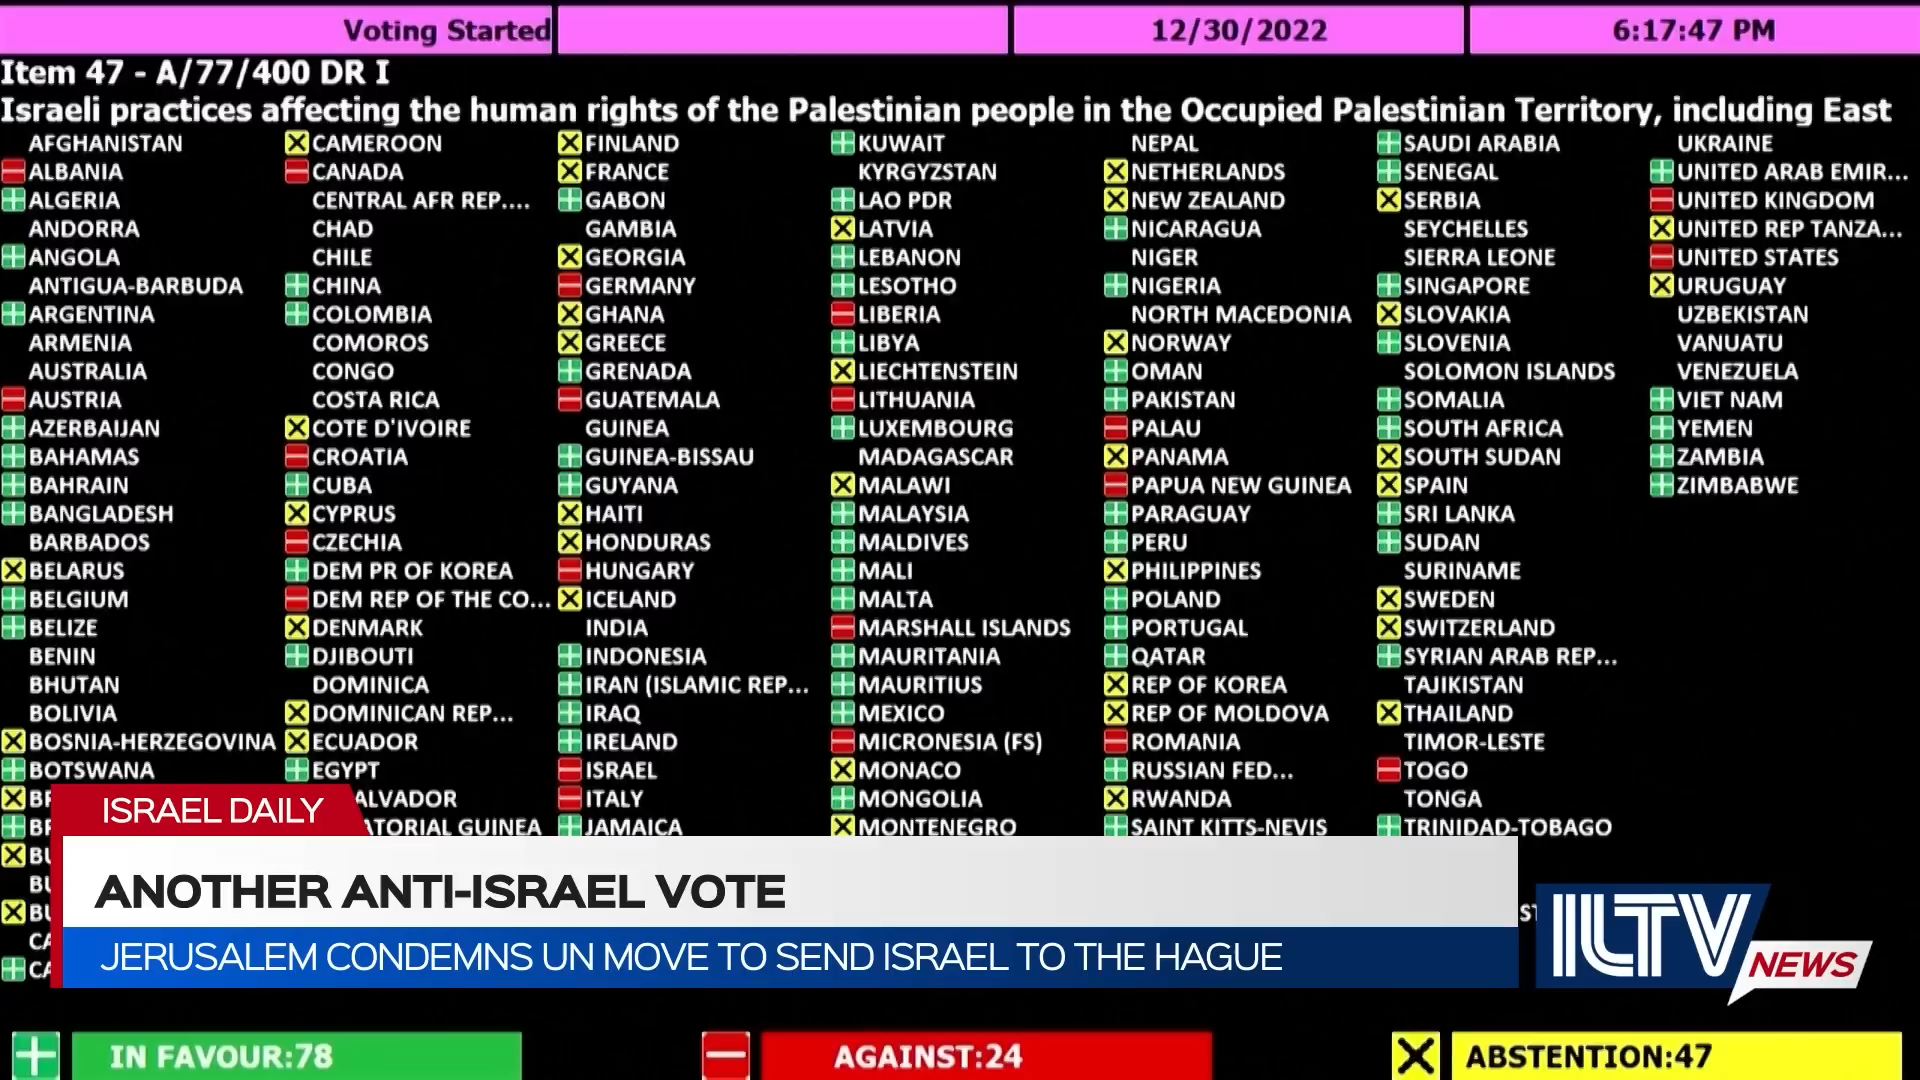 Voting Started 12/30/2022 6:17:47 PM
Item 47 - A/77/400 DR I
Israeli practices affecting the human rights of the Palestinian people in the Occupied Palestinian Territory, including East
AFGHANISTAN CAMEROON FINLAND KUWAIT NEPAL SAUDI ARABIA UKRAINE
ALBANIA CANADA FRANCE KYRGYZSTAN NETHERLANDS SENEGAL UNITED ARAB EMIR...
ALGERIA CENTRAL AFR REP.... GABON LAO PDR NEW ZEALAND SERBIA UNITED KINGDOM
ANDORRA CHAD GAMBIA LATVIA NICARAGUA SEYCHELLES UNITED REP TANZA...
ANGOLA CHILE GEORGIA LEBANON NIGER SIERRA LEONE UNITED STATES
ANTIGUA-BARBUDA CHINA GERMANY LESOTHO NIGERIA SINGAPORE URUGUAY
ARGENTINA COLOMBIA GHANA LIBERIA NORTH MACEDONIA SLOVAKIA UZBEKISTAN
ARMENIA COMOROS GREECE LIBYA NORWAY SLOVENIA VANUATU
AUSTRALIA CONGO GRENADA LIECHTENSTEIN OMAN SOLOMON ISLANDS VENEZUELA
AUSTRIA COSTA RICA GUATEMALA LITHUANIA PAKISTAN SOMALIA VIET NAM
AZERBAIJAN COTE D'IVOIRE GUINEA LUXEMBOURG PALAU SOUTH AFRICA YEMEN
BAHAMAS CROATIA GUINEA-BISSAU MADAGASCAR PANAMA SOUTH SUDAN ZAMBIA
BAHRAIN CUBA GUYANA MALAWI PAPUA NEW GUINEA SPAIN ZIMBABWE
BANGLADESH CYPRUS HAITI MALAYSIA PARAGUAY SRI LANKA
BARBADOS CZECHIA HONDURAS MALDIVES PERU SUDAN
BELARUS DEM PR OF KOREA HUNGARY MALI PHILIPPINES SURINAME
BELGIUM DEM REP OF THE CO... ICELAND MALTA POLAND SWEDEN
BELIZE DENMARK INDIA MARSHALL ISLANDS PORTUGAL SWITZERLAND
BENIN DJIBOUTI INDONESIA MAURITANIA QATAR SYRIAN ARAB REP...
BHUTAN DOMINICA IRAN (ISLAMIC REP... MAURITIUS REP OF KOREA TAJIKISTAN
BOLIVIA DOMINICAN REP... IRAQ MEXICO REP OF MOLDOVA THAILAND
BOSNIA-HERZEGOVINA ECUADOR IRELAND MICRONESIA (FS) ROMANIA TIMOR-LESTE
BOTSWANA EGYPT ISRAEL MONACO RUSSIAN FED... TOGO
BR ALVADOR ITALY MONGOLIA RWANDA TONGA
BR ATORIAL GUINEA JAMAICA MONTENEGRO SAINT KITTS-NEVIS TRINIDAD-TOBAGO
BU
BU
BU
CA
CA
ISRAEL DAILY
ANOTHER ANTI-ISRAEL VOTE
JERUSALEM CONDEMNS UN MOVE TO SEND ISRAEL TO THE HAGUE
ILTV NEWS
IN FAVOUR:78 AGAINST:24 ABSTENTION:47